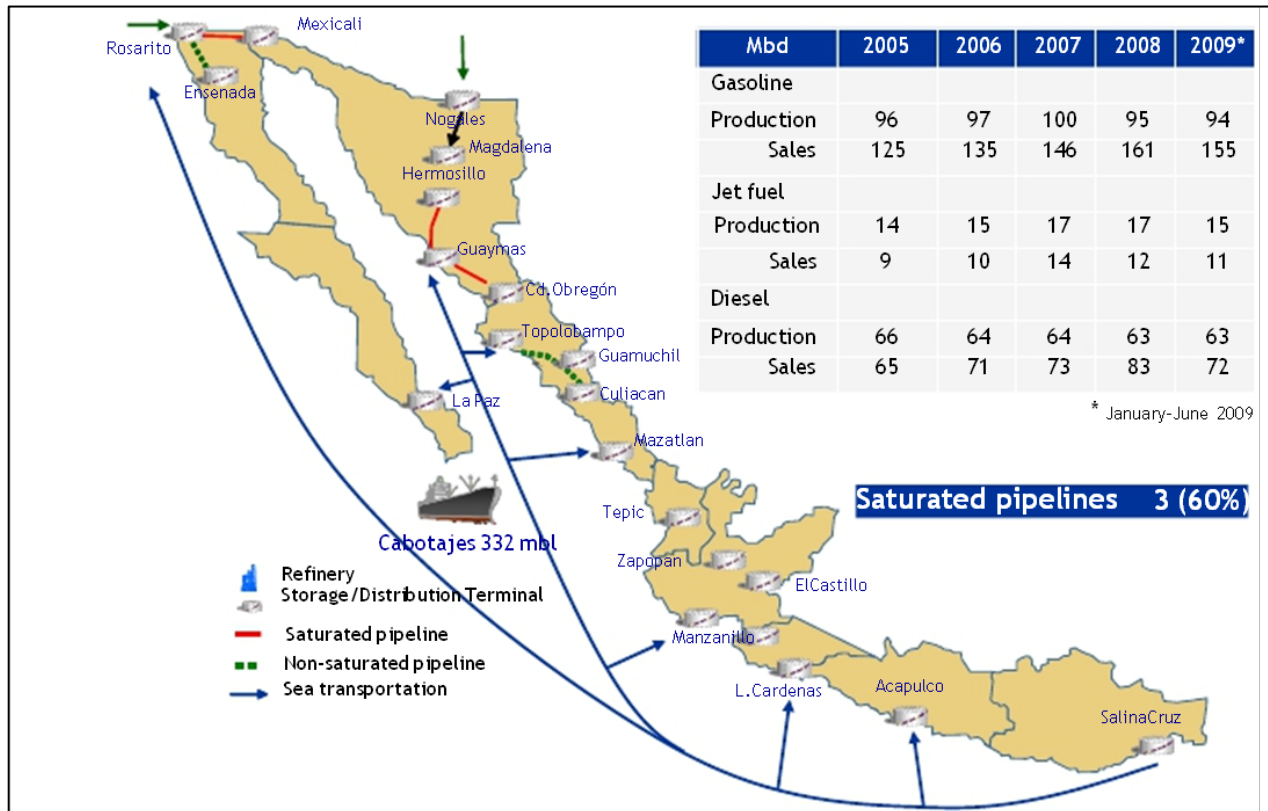 Mexicali
Rosarito
Ensenada
Nogales
Magdalena
Hermosillo
Guaymas
Cd.Obregón
Topolobampo
Guamuchil
Culiacan
La Paz
Mazatlan
Tepic
Zapopan
ElCastillo
Manzanillo
L.Cardenas
Acapulco
SalinaCruz
Cabotajes 332 mbl
Refinery
Storage/Distribution Terminal
Saturated pipeline
Non-saturated pipeline
Sea transportation
Mbd 2005 2006 2007 2008 2009*
Gasoline
Production 96 97 100 95 94
Sales 125 135 146 161 155
Jet fuel
Production 14 15 17 17 15
Sales 9 10 14 12 11
Diesel
Production 66 64 64 63 63
Sales 65 71 73 83 72
* January-June 2009
Saturated pipelines 3 (60%)